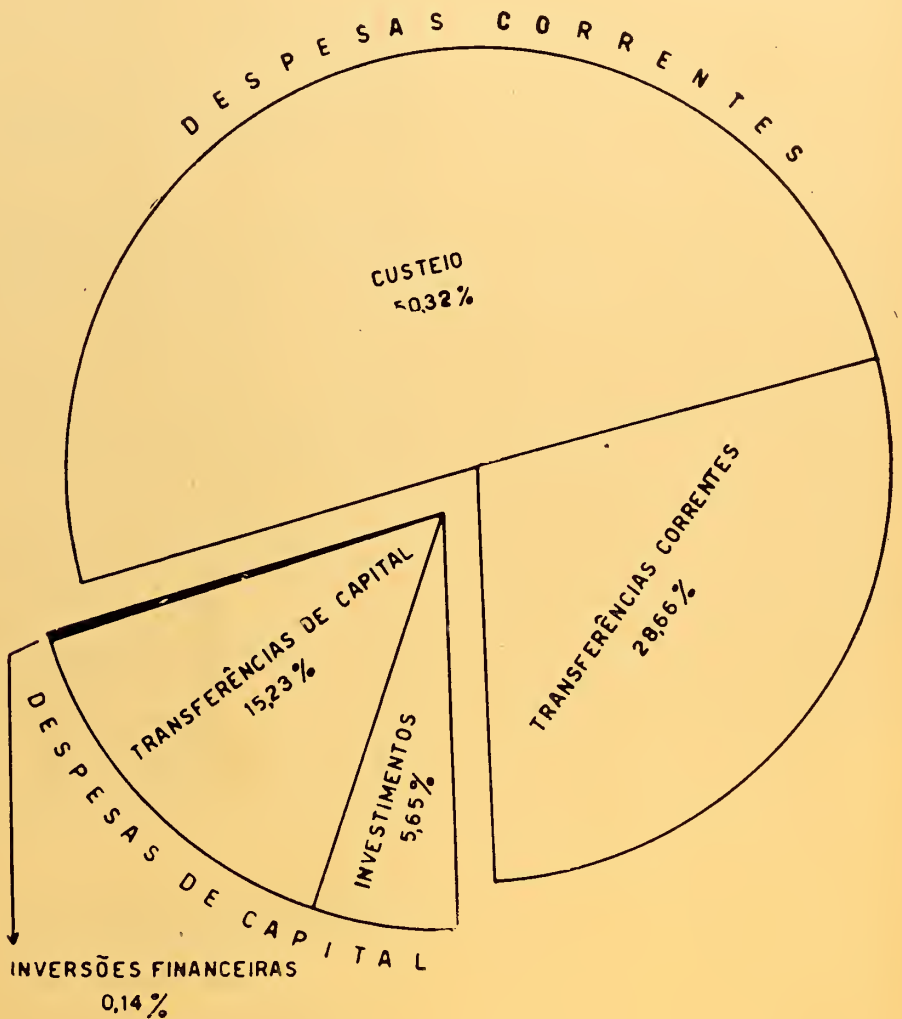 DESPESAS CORRENTES
CUSTEIO
50,32%
TRANSFERÊNCIAS CORRENTES
28,66%
TRANSFERÊNCIAS DE CAPITAL
15,23%
INVESTIMENTOS
5,65%
DESPESAS DE CAPITAL
INVERSÕES FINANCEIRAS
0,14%